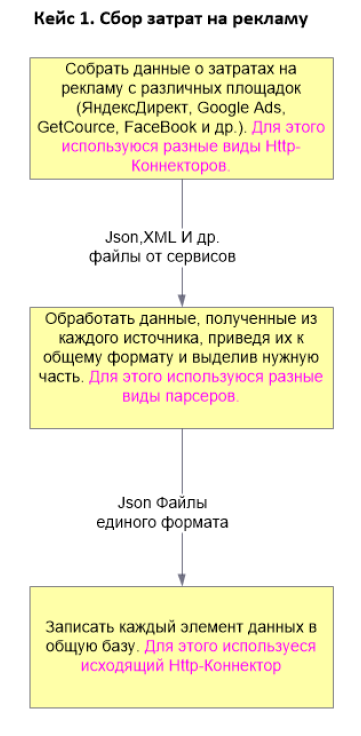 Кейс 1. Сбор затрат на рекламу
Собрать данные о затратах на
рекламу с различных площадок
(ЯндексДирект, Google Ads,
GetCource, FaceBook и др.). Для этого
используюся разные виды Http-
Коннекторов.
Json,XML И др.
файлы от сервисов
Обработать данные, полученные из
каждого источника, приведя их к
общему формату и выделив нужную
часть. Для этого используюся разные
виды парсеров.
Json Файлы
единого формата
Записать каждый элемент данных в
общую базу. Для этого используеся
исходящий Http-Коннектор